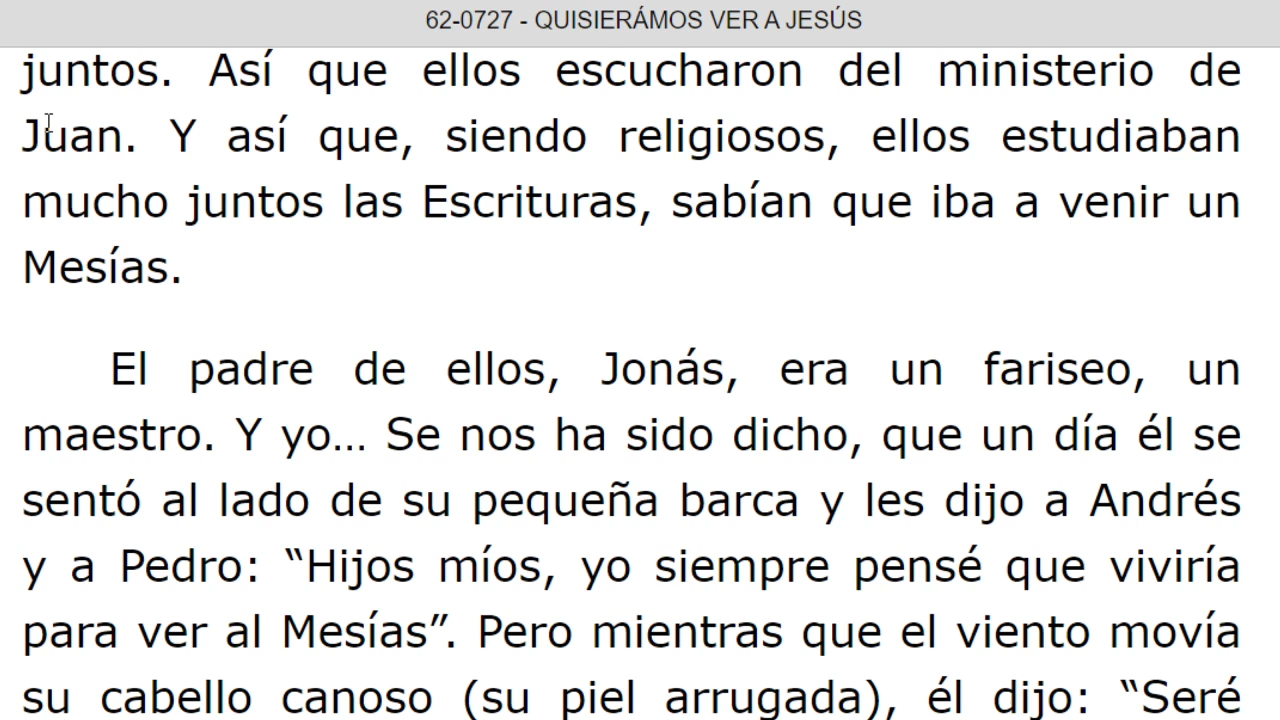 62-0727 - QUISIERÁMOS VER A JESÚS
juntos. Así que ellos escucharon del ministerio de
Juan. Y así que, siendo religiosos, ellos estudiaban
mucho juntos las Escrituras, sabían que iba a venir un
Mesías.
El padre de ellos, Jonás, era un fariseo, un
maestro. Y yo... Se nos ha sido dicho, que un día él se
sentó al lado de su pequeña barca y les dijo a Andrés
y a Pedro: “Hijos míos, yo siempre pensé que viviría
para ver al Mesías”. Pero mientras que el viento movía
su cabello canoso (su piel arrugada), él dijo: “Seré